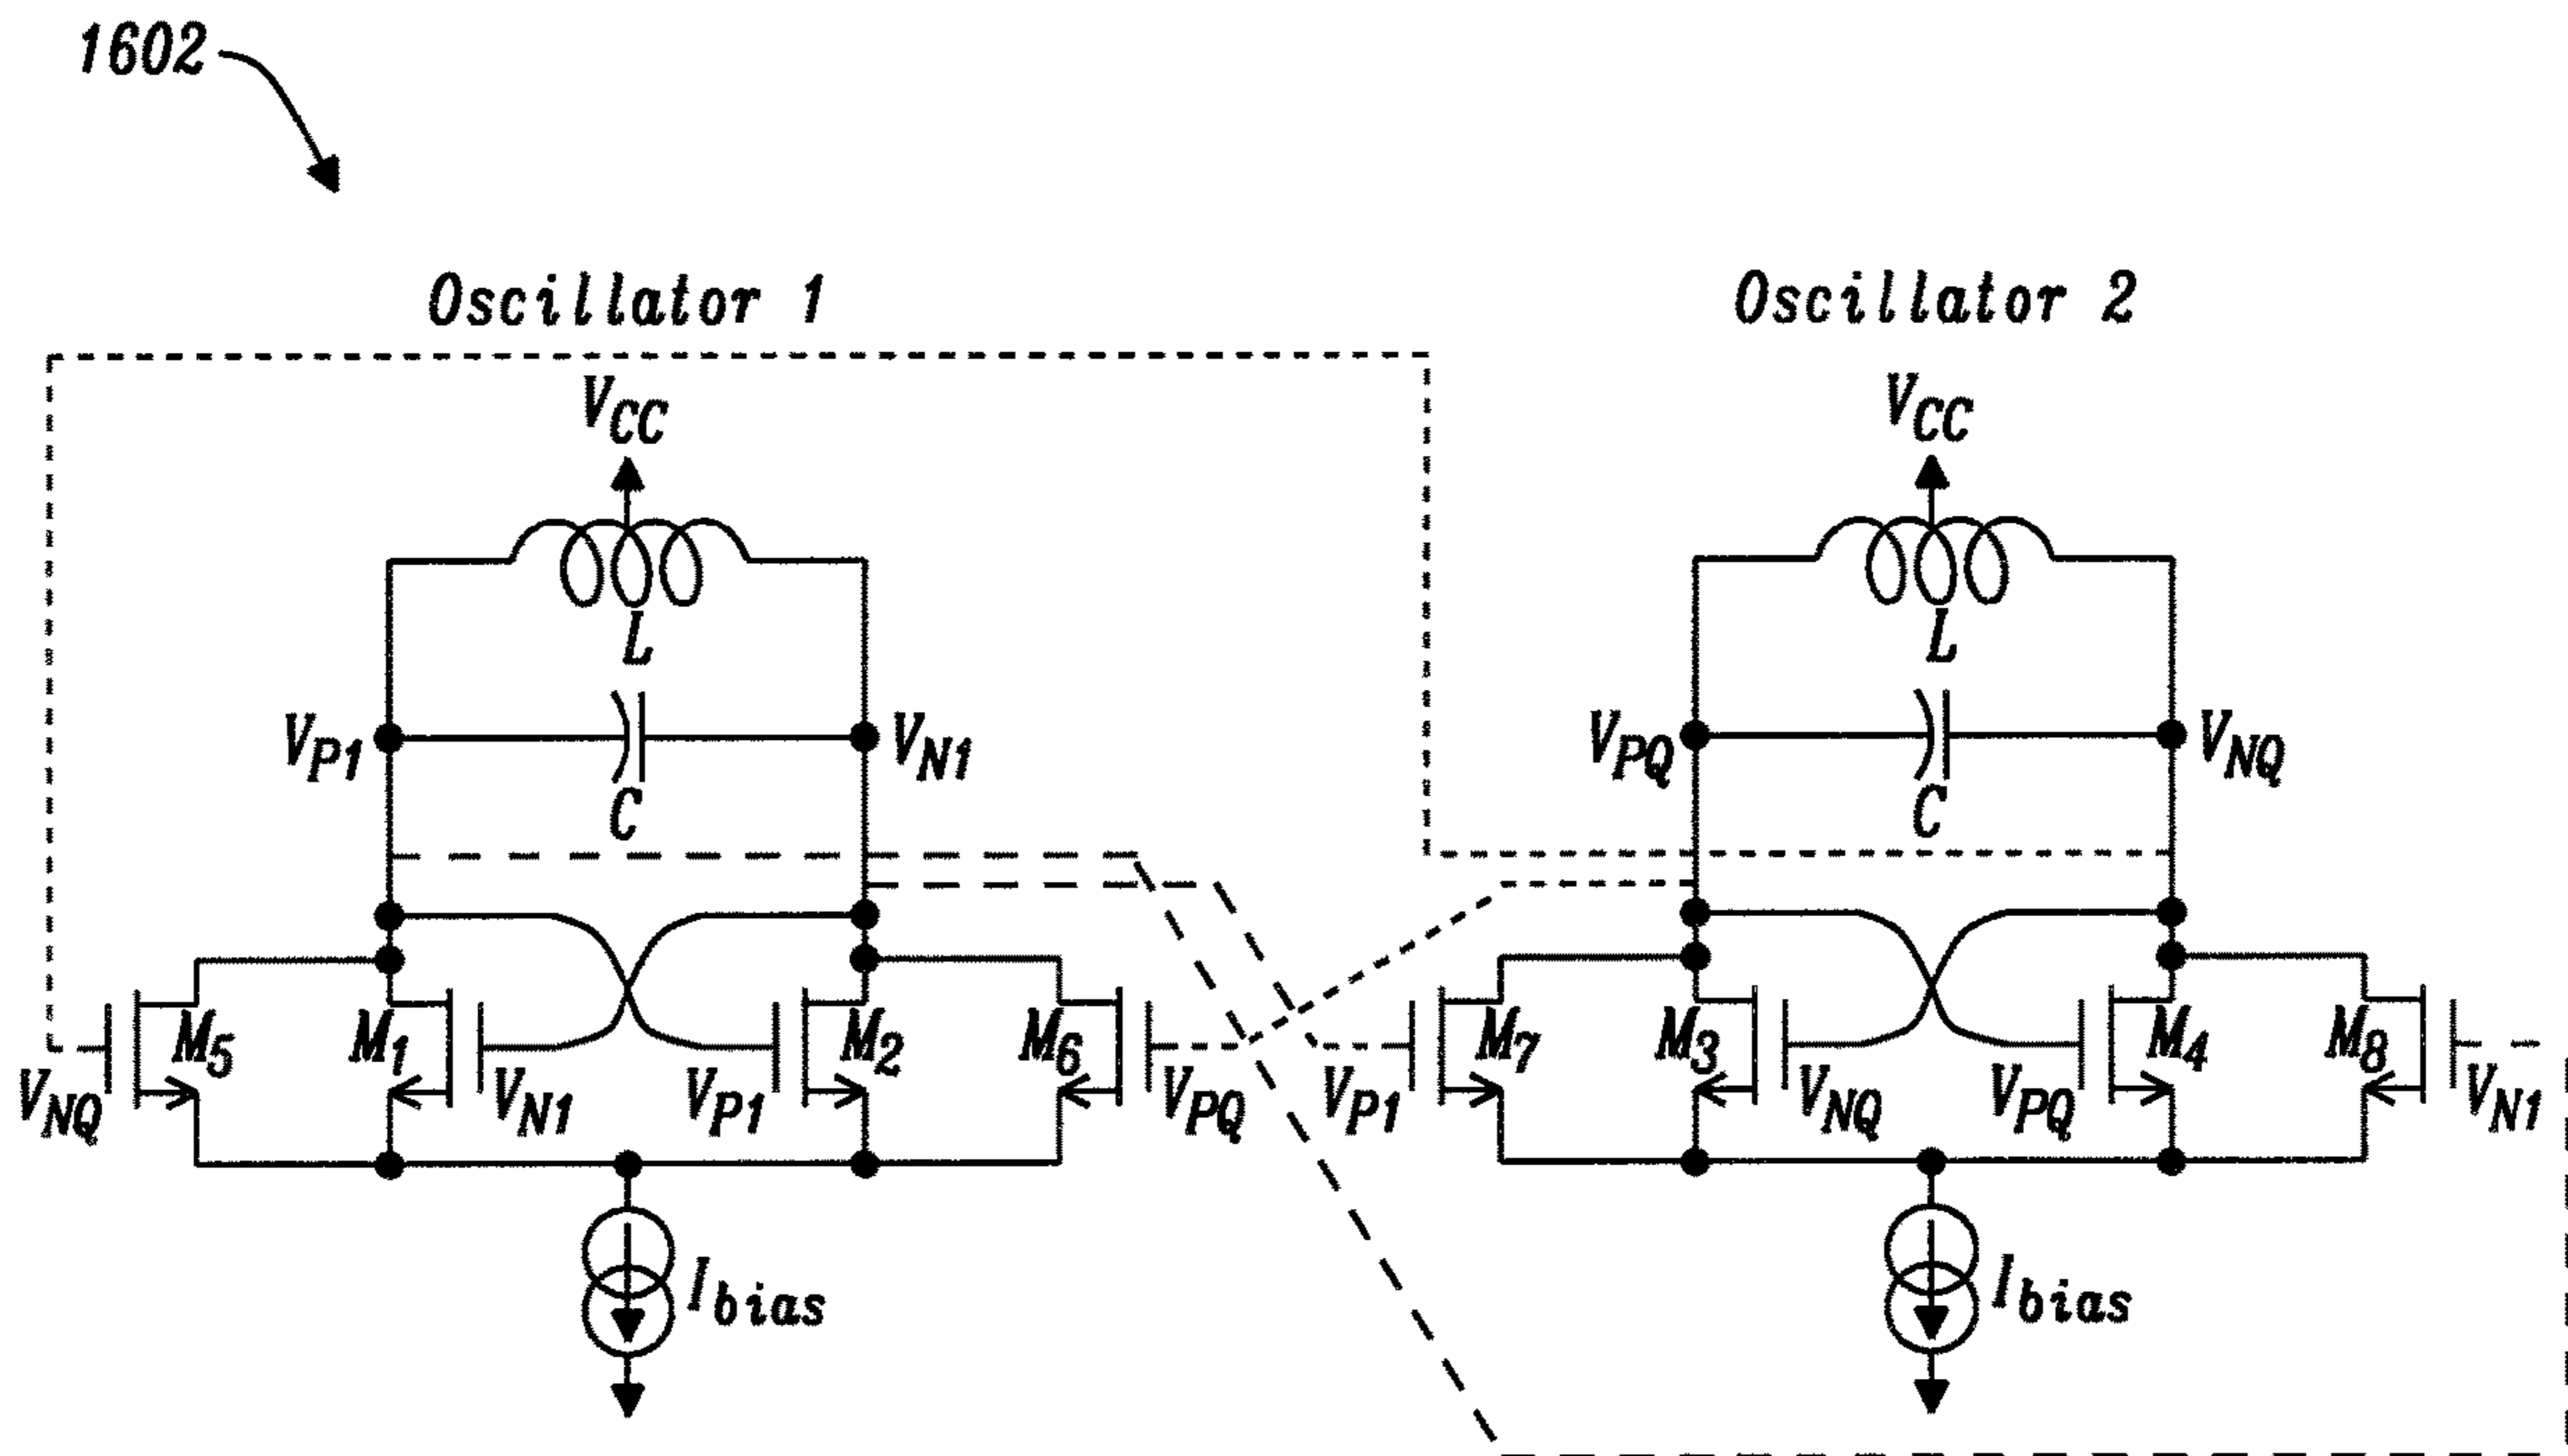 1602
Oscillator 1 Oscillator 2
VCC VCC
L L
VP1 VN1 VPQ VNQ
C C
M5 M1 M2 M6 M7 M3 M4 M8
VNQ VN1 VP1 VPQ VP1 VNQ VPQ VN1
Ibias Ibias